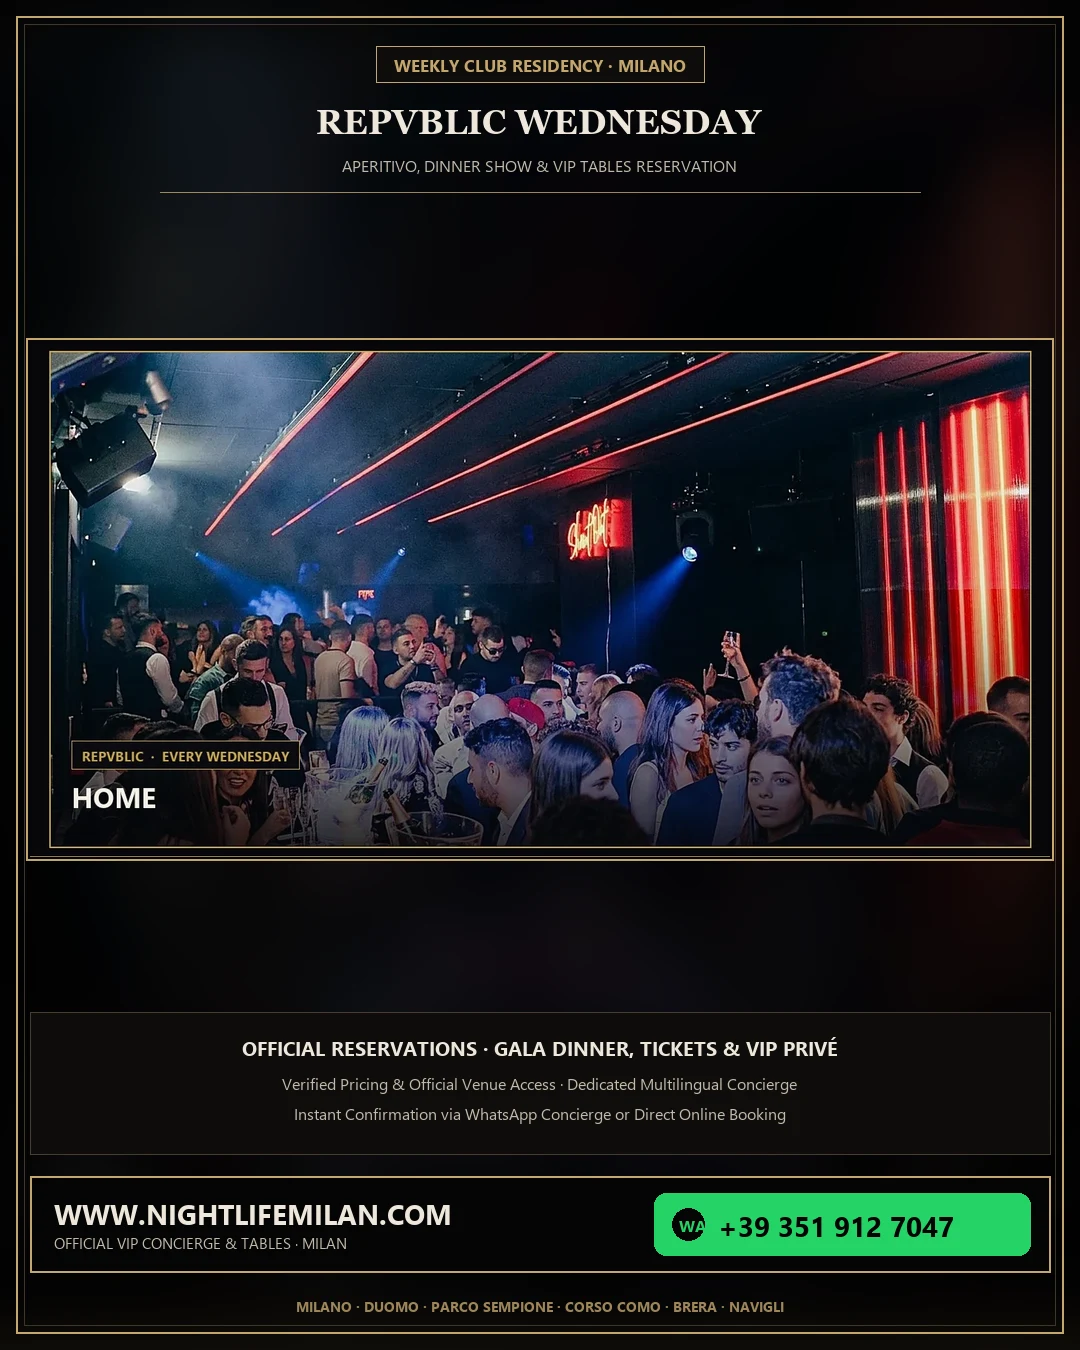 WEEKLY CLUB RESIDENCY · MILANO
REPVBLIC WEDNESDAY
APERITIVO, DINNER SHOW & VIP TABLES RESERVATION
REPVBLIC · EVERY WEDNESDAY
HOME
OFFICIAL RESERVATIONS · GALA DINNER, TICKETS & VIP PRIVÉ
Verified Pricing & Official Venue Access · Dedicated Multilingual Concierge
Instant Confirmation via WhatsApp Concierge or Direct Online Booking
WWW.NIGHTLIFEMILAN.COM
OFFICIAL VIP CONCIERGE & TABLES · MILAN
WA +39 351 912 7047
MILANO · DUOMO · PARCO SEMPIONE · CORSO COMO · BRERA · NAVIGLI